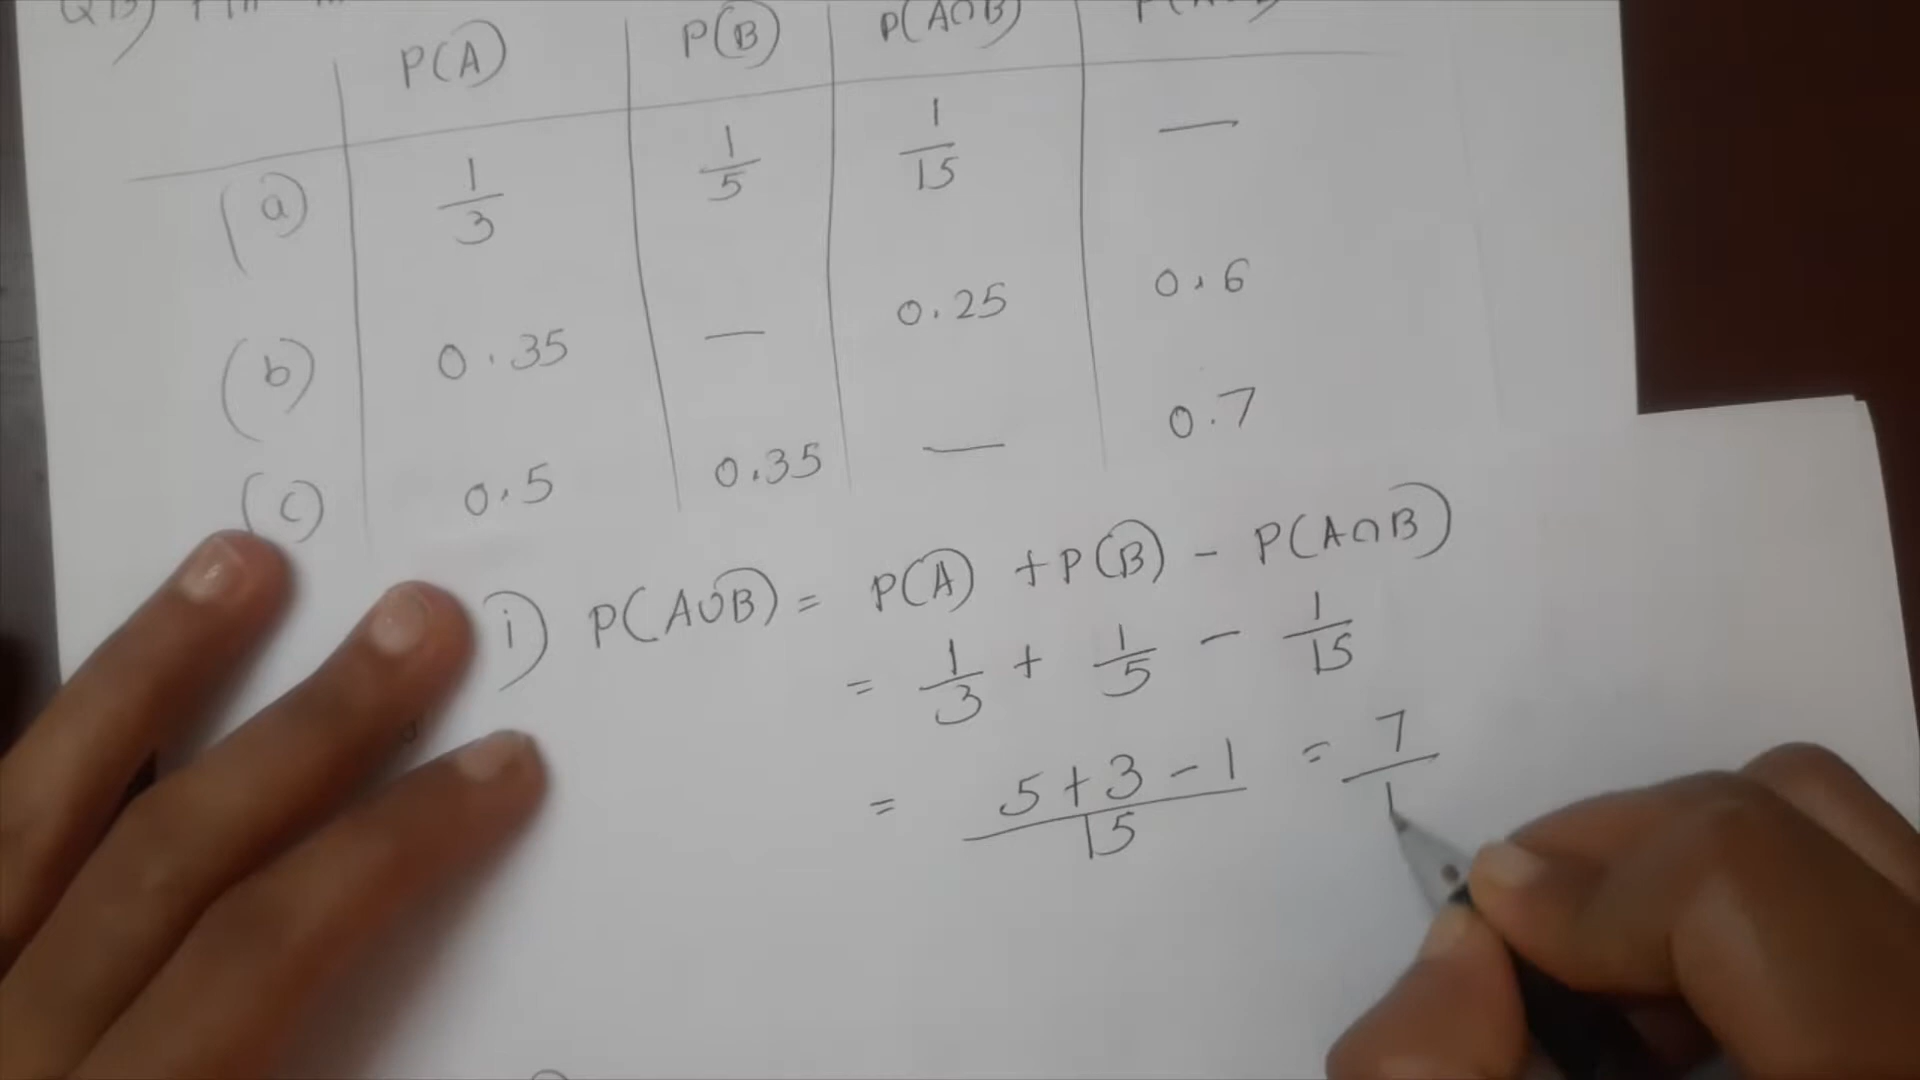 P(A) P(B) P(A∩B)
(a) 1/3 1/5 1/15 —
(b) 0.35 — 0.25 0.6
(c) 0.5 0.35 — 0.7
i) P(A∪B) = P(A) + P(B) - P(A∩B)
= 1/3 + 1/5 - 1/15
= 5+3-1/15 = 7/1